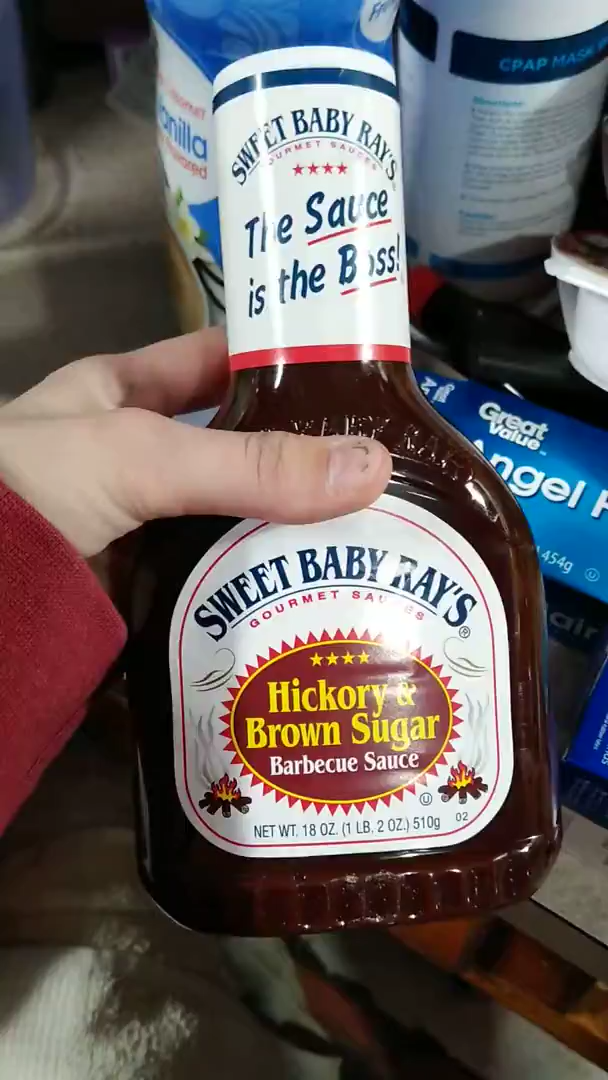 CPAP MASK
anilla
SWEET BABY RAY'S
GOURMET SAUCES
The Sauce
is the Boss!
Great
Value
Angel
454g
SWEET BABY RAY'S®
GOURMET SAUCES
Hickory &
Brown Sugar
Barbecue Sauce
NET WT. 18 OZ. (1 LB. 2 OZ.) 510g
02